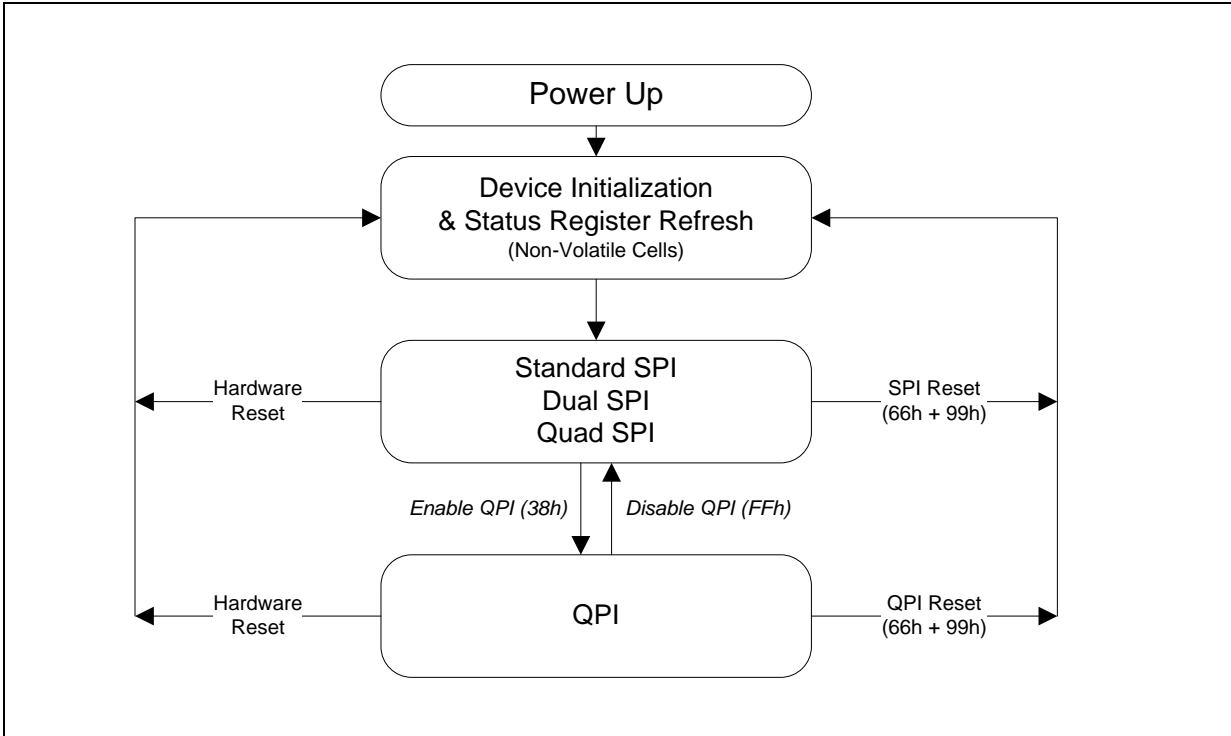 Power Up
Device Initialization
& Status Register Refresh
(Non-Volatile Cells)
Standard SPI
Dual SPI
Quad SPI
Hardware
Reset
SPI Reset
(66h + 99h)
Enable QPI (38h)
Disable QPI (FFh)
QPI
Hardware
Reset
QPI Reset
(66h + 99h)